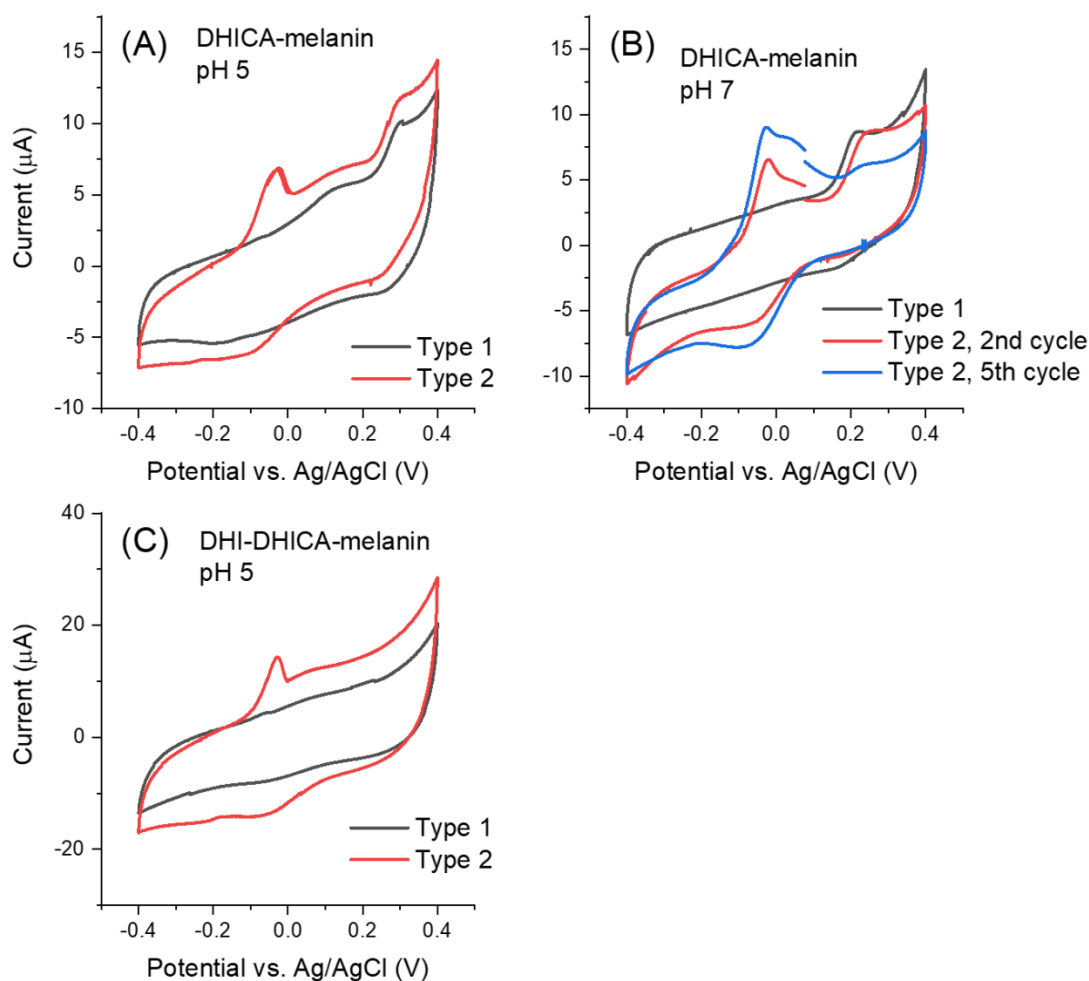 (A) DHICA-melanin
pH 5
Current (μA)
15
10
5
0
-5
-10
Type 1
Type 2
-0.4 -0.2 0.0 0.2 0.4
Potential vs. Ag/AgCl (V)
(B) DHICA-melanin
pH 7
15
10
5
0
-5
-10
Type 1
Type 2, 2nd cycle
Type 2, 5th cycle
-0.4 -0.2 0.0 0.2 0.4
Potential vs. Ag/AgCl (V)
(C) DHI-DHICA-melanin
pH 5
Current (μA)
40
20
0
-20
Type 1
Type 2
-0.4 -0.2 0.0 0.2 0.4
Potential vs. Ag/AgCl (V)